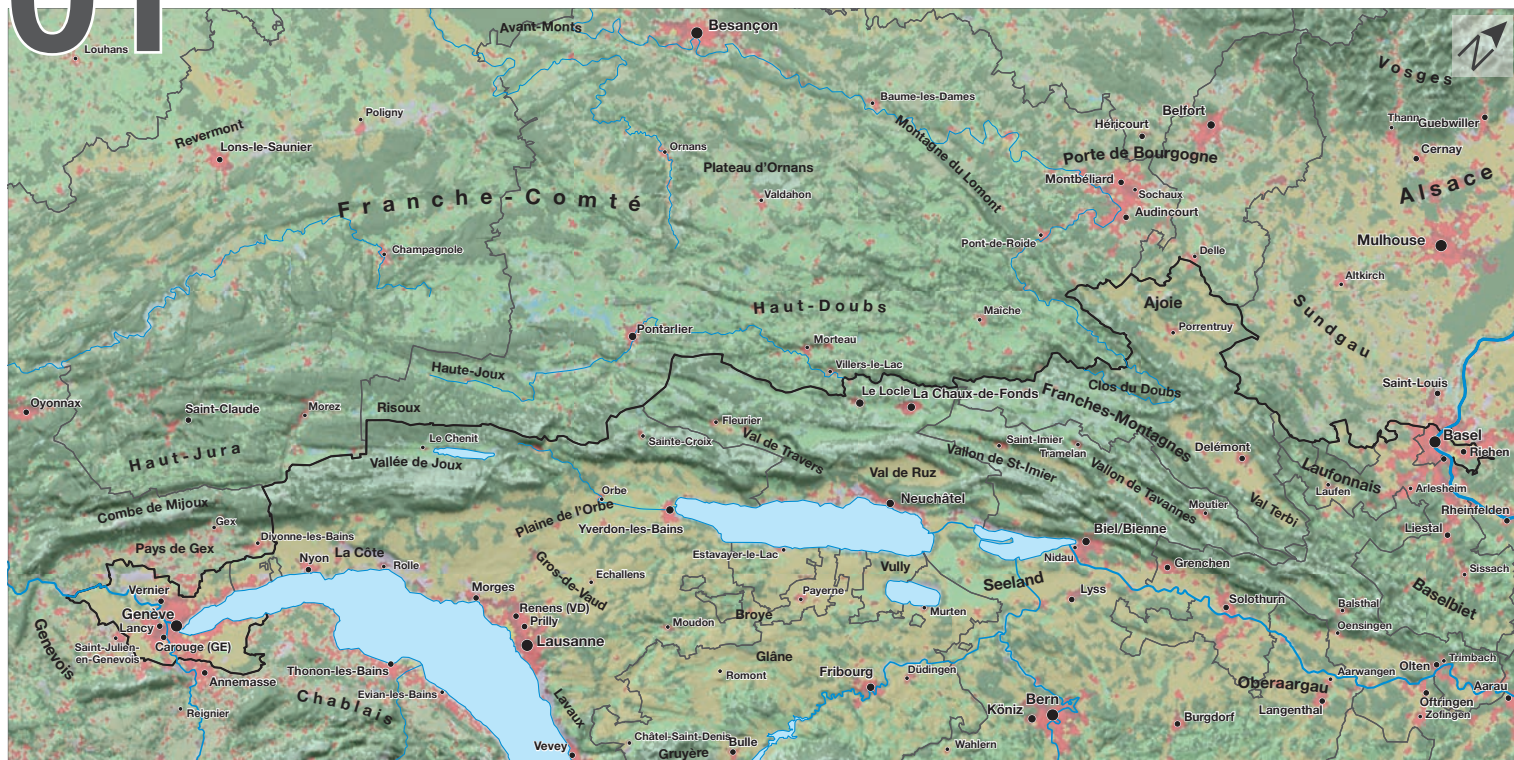 01
Louhans
Avant-Monts
Besançon
N
Vosges
Baume-les-Dames
Belfort
Thann
Guebwiller
Poligny
Revermont
Héricourt
Lons-le-Saunier
Ornans
Montagne du Lomont
Cernay
Porte de Bourgogne
Plateau d’Ornans
Montbéliard
Alsace
Franche-Comté
Valdahon
Sochaux
Audincourt
Pont-de-Roide
Mulhouse
Champagnole
Delle
Altkirch
Haut-Doubs
Maîche
Ajoie
Sundgau
Porrentruy
Pontarlier
Morteau
Villers-le-Lac
Haute-Joux
Clos du Doubs
Saint-Louis
Oyonnax
Saint-Claude
Morez
Risoux
Le Locle
La Chaux-de-Fonds
Franches-Montagnes
Fleurier
Basel
Riehen
Haut-Jura
Le Chenit
Sainte-Croix
Val de Travers
Saint-Imier
Tramelan
Delémont
Vallée de Joux
Val de Ruz
Vallon de St-Imier
Vallon de Tavannes
Laufonnais
Laufen
Arlesheim
Combe de Mijoux
Orbe
Neuchâtel
Moutier
Val Terbi
Rheinfelden
Gex
Plaine de l’Orbe
Yverdon-les-Bains
Biel/Bienne
Liestal
Divonne-les-Bains
Pays de Gex
La Côte
Nyon
Rolle
Estavayer-le-Lac
Nidau
Grenchen
Sissach
Gros-de-Vaud
Echallens
Vully
Seeland
Vernier
Morges
Payerne
Lyss
Baselbiet
Genève
Renens (VD)
Prilly
Broye
Murten
Solothurn
Balsthal
Lancy
Moudon
Oensingen
Genevois
Saint-Julien-
en-Genevois
Carouge (GE)
Lausanne
Glâne
Trimbach
Thonon-les-Bains
Romont
Fribourg
Düdingen
Aarwangen
Olten
Annemasse
Oberaargau
Aarau
Evian-les-Bains
Chablais
Lavaux
Bern
Köniz
Langenthal
Oftringen
Reignier
Burgdorf
Zofingen
Châtel-Saint-Denis
Vevey
Bulle
Gruyère
Wahlern